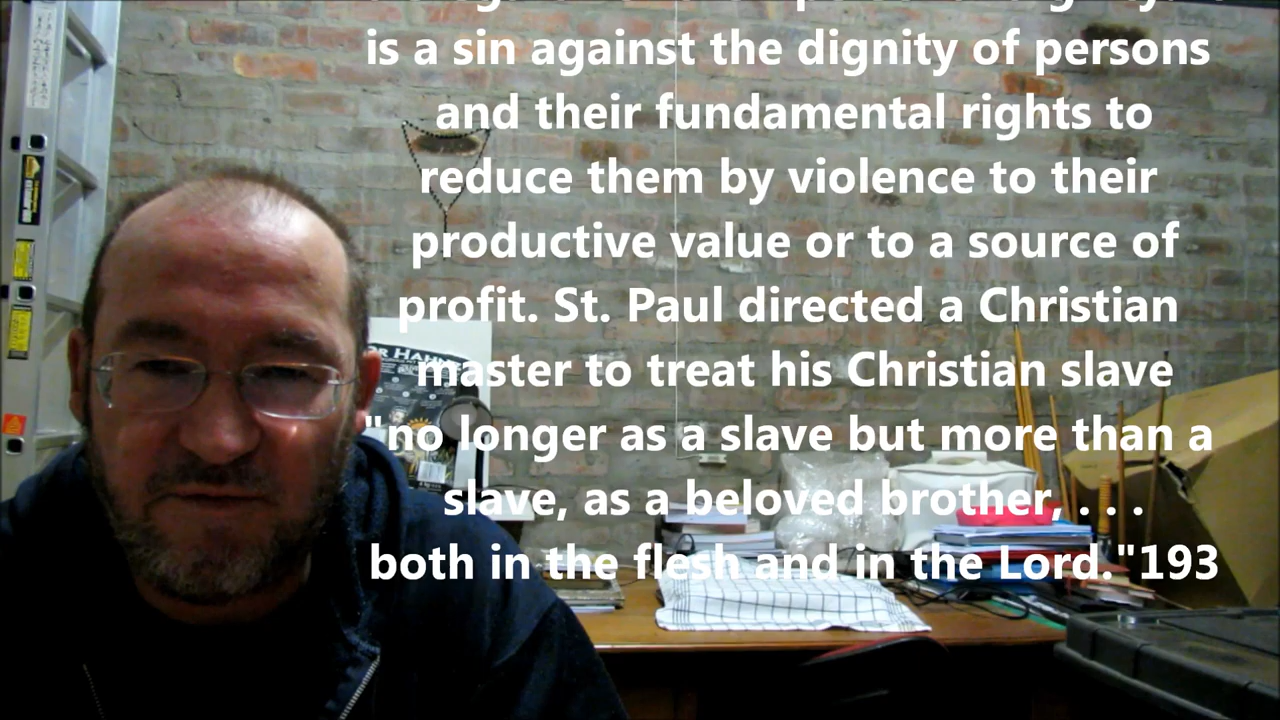 is a sin against the dignity of persons
and their fundamental rights to
reduce them by violence to their
productive value or to a source of
profit. St. Paul directed a Christian
master to treat his Christian slave
"no longer as a slave but more than a
slave, as a beloved brother, . . .
both in the flesh and in the Lord."193